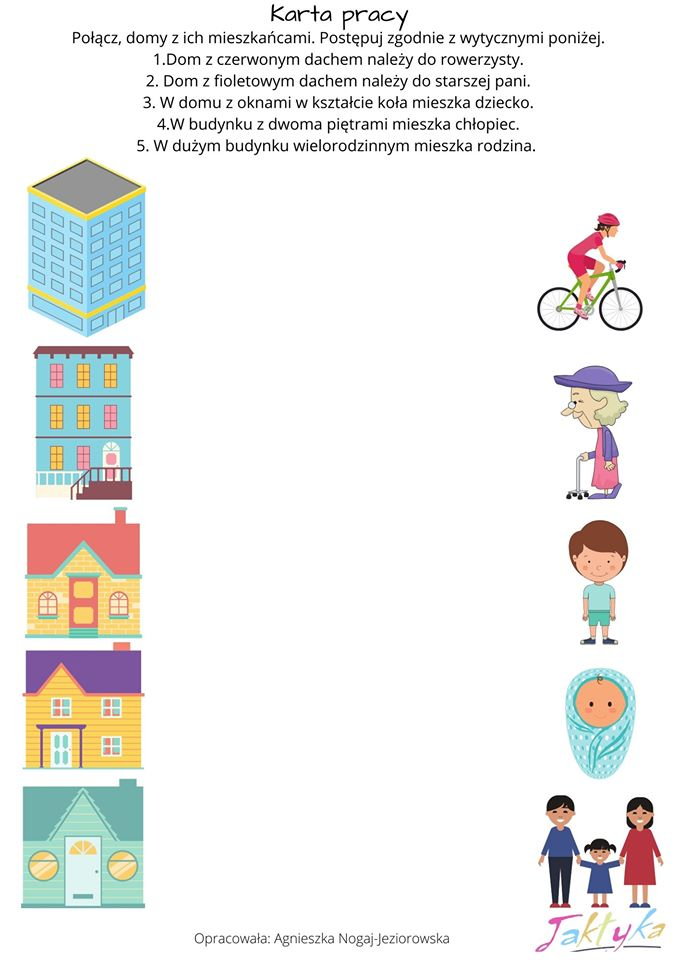 Karta pracy
Połącz, domy z ich mieszkańcami. Postępuj zgodnie z wytycznymi poniżej.
1.Dom z czerwonym dachem należy do rowerzysty.
2. Dom z fioletowym dachem należy do starszej pani.
3. W domu z oknami w kształcie koła mieszka dziecko.
4.W budynku z dwoma piętrami mieszka chłopiec.
5. W dużym budynku wielorodzinnym mieszka rodzina.
Opracowała: Agnieszka Nogaj-Jeziorowska
Taktyka